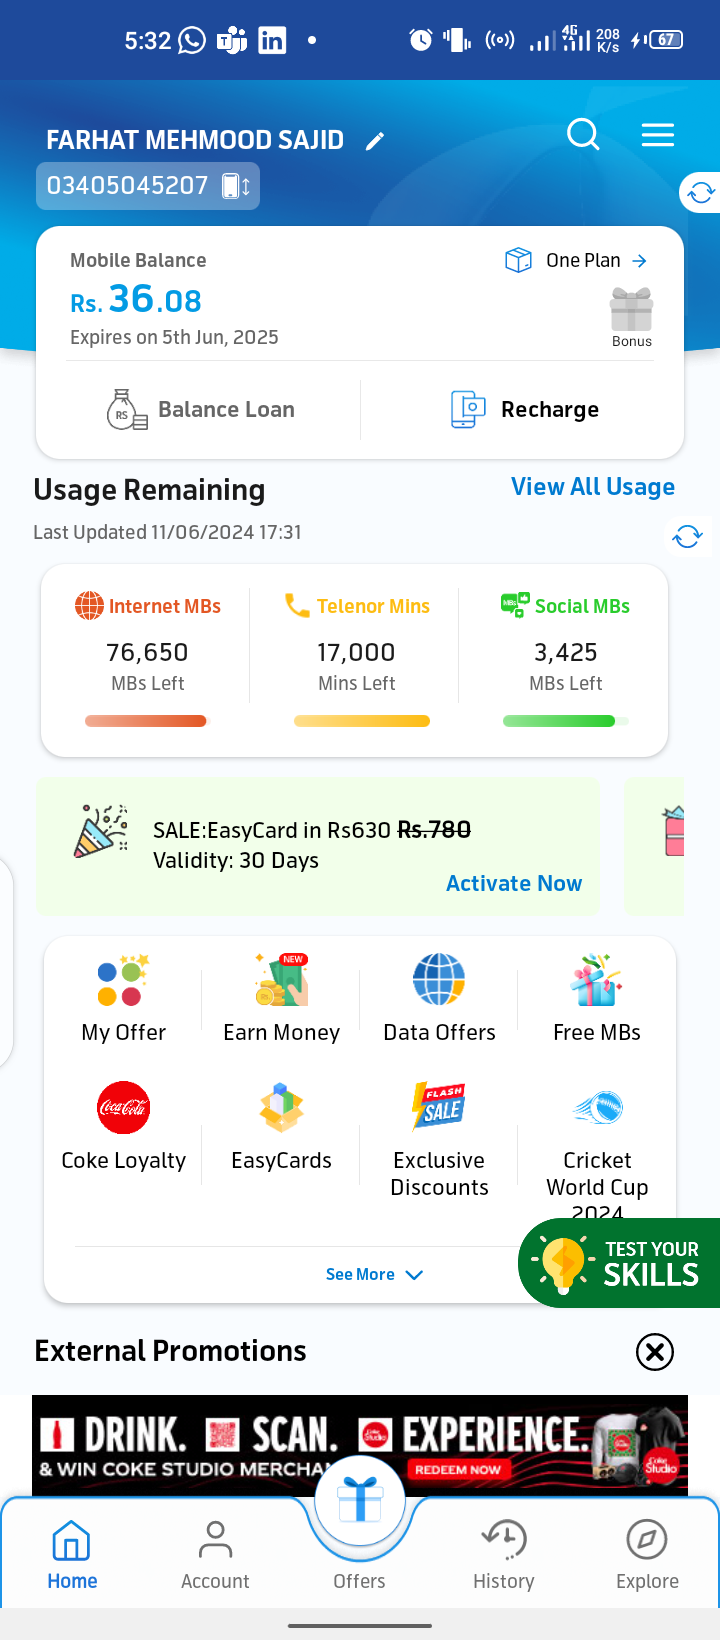 5:32
4G 208 K/s 67
FARHAT MEHMOOD SAJID
03405045207
Mobile Balance
One Plan
Rs. 36.08
Bonus
Expires on 5th Jun, 2025
RS Balance Loan
Recharge
Usage Remaining
View All Usage
Last Updated 11/06/2024 17:31
Internet MBs
Telenor Mins
MBs Social MBs
76,650
17,000
3,425
MBs Left
Mins Left
MBs Left
SALE:EasyCard in Rs630 Rs.780
Validity: 30 Days
Activate Now
NEW
My Offer
Earn Money
Data Offers
Free MBs
Coca-Cola
FLASH SALE
Coke Loyalty
EasyCards
Exclusive
Discounts
Cricket
World Cup
2024
TEST YOUR
SKILLS
See More
External Promotions
DRINK. SCAN. EXPERIENCE.
& WIN COKE STUDIO MERCHAN
REDEEM NOW
Coke Studio
Home
Account
Offers
History
Explore